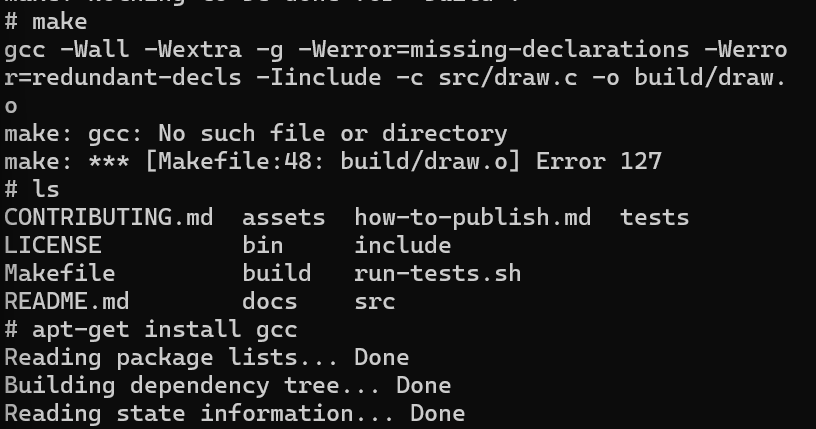 # make
gcc -Wall -Wextra -g -Werror=missing-declarations -Werro
r=redundant-decls -Iinclude -c src/draw.c -o build/draw.
o
make: gcc: No such file or directory
make: *** [Makefile:48: build/draw.o] Error 127
# ls
CONTRIBUTING.md  assets  how-to-publish.md  tests
LICENSE          bin     include
Makefile         build   run-tests.sh
README.md        docs    src
# apt-get install gcc
Reading package lists... Done
Building dependency tree... Done
Reading state information... Done